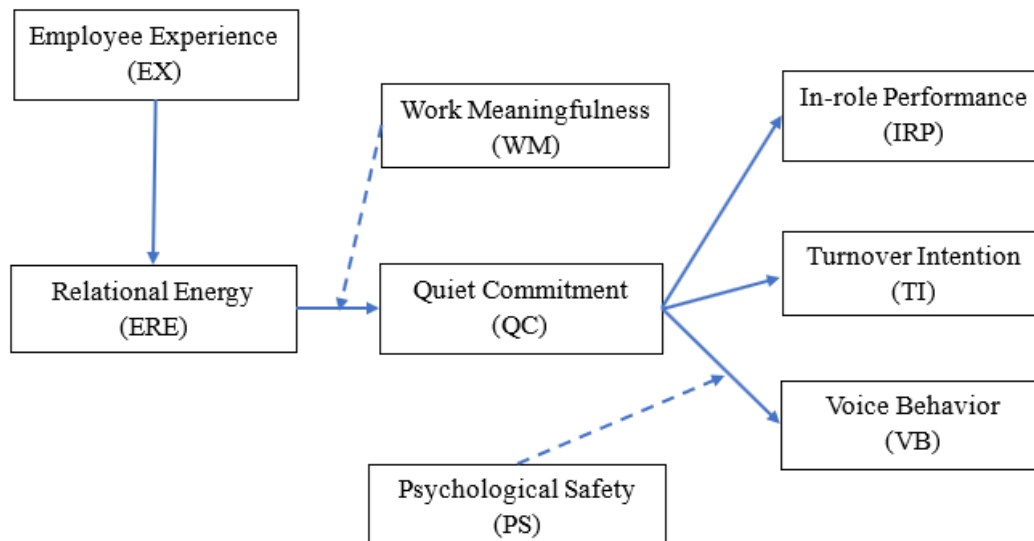 Employee Experience
(EX)
Work Meaningfulness
(WM)
In-role Performance
(IRP)
Relational Energy
(ERE)
Quiet Commitment
(QC)
Turnover Intention
(TI)
Voice Behavior
(VB)
Psychological Safety
(PS)